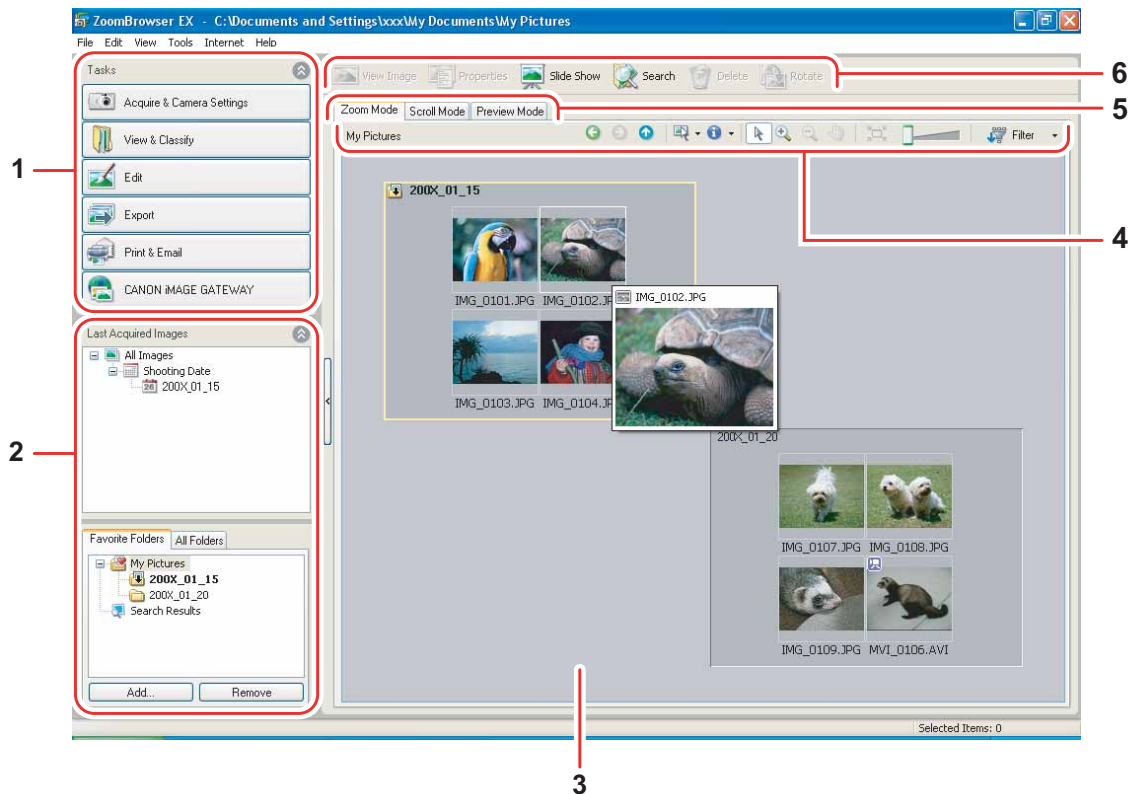 ZoomBrowser EX - C:\Documents and Settings\xxx\My Documents\My Pictures
File Edit View Tools Internet Help
Tasks
Acquire & Camera Settings
View & Classify
Edit
Export
Print & Email
CANON iMAGE GATEWAY
1
Last Acquired Images
All Images
Shooting Date
26 200X_01_15
2
Favorite Folders All Folders
My Pictures
200X_01_15
200X_01_20
Search Results
Add... Remove
View Image Properties Slide Show Search Delete Rotate
6
Zoom Mode Scroll Mode Preview Mode
5
My Pictures Filter
4
200X_01_15
IMG_0101.JPG IMG_0102.JP
IMG_0102.JPG
IMG_0103.JPG IMG_0104.JP
200X_01_20
IMG_0107.JPG IMG_0108.JPG
IMG_0109.JPG MVI_0106.AVI
Selected Items: 0
3